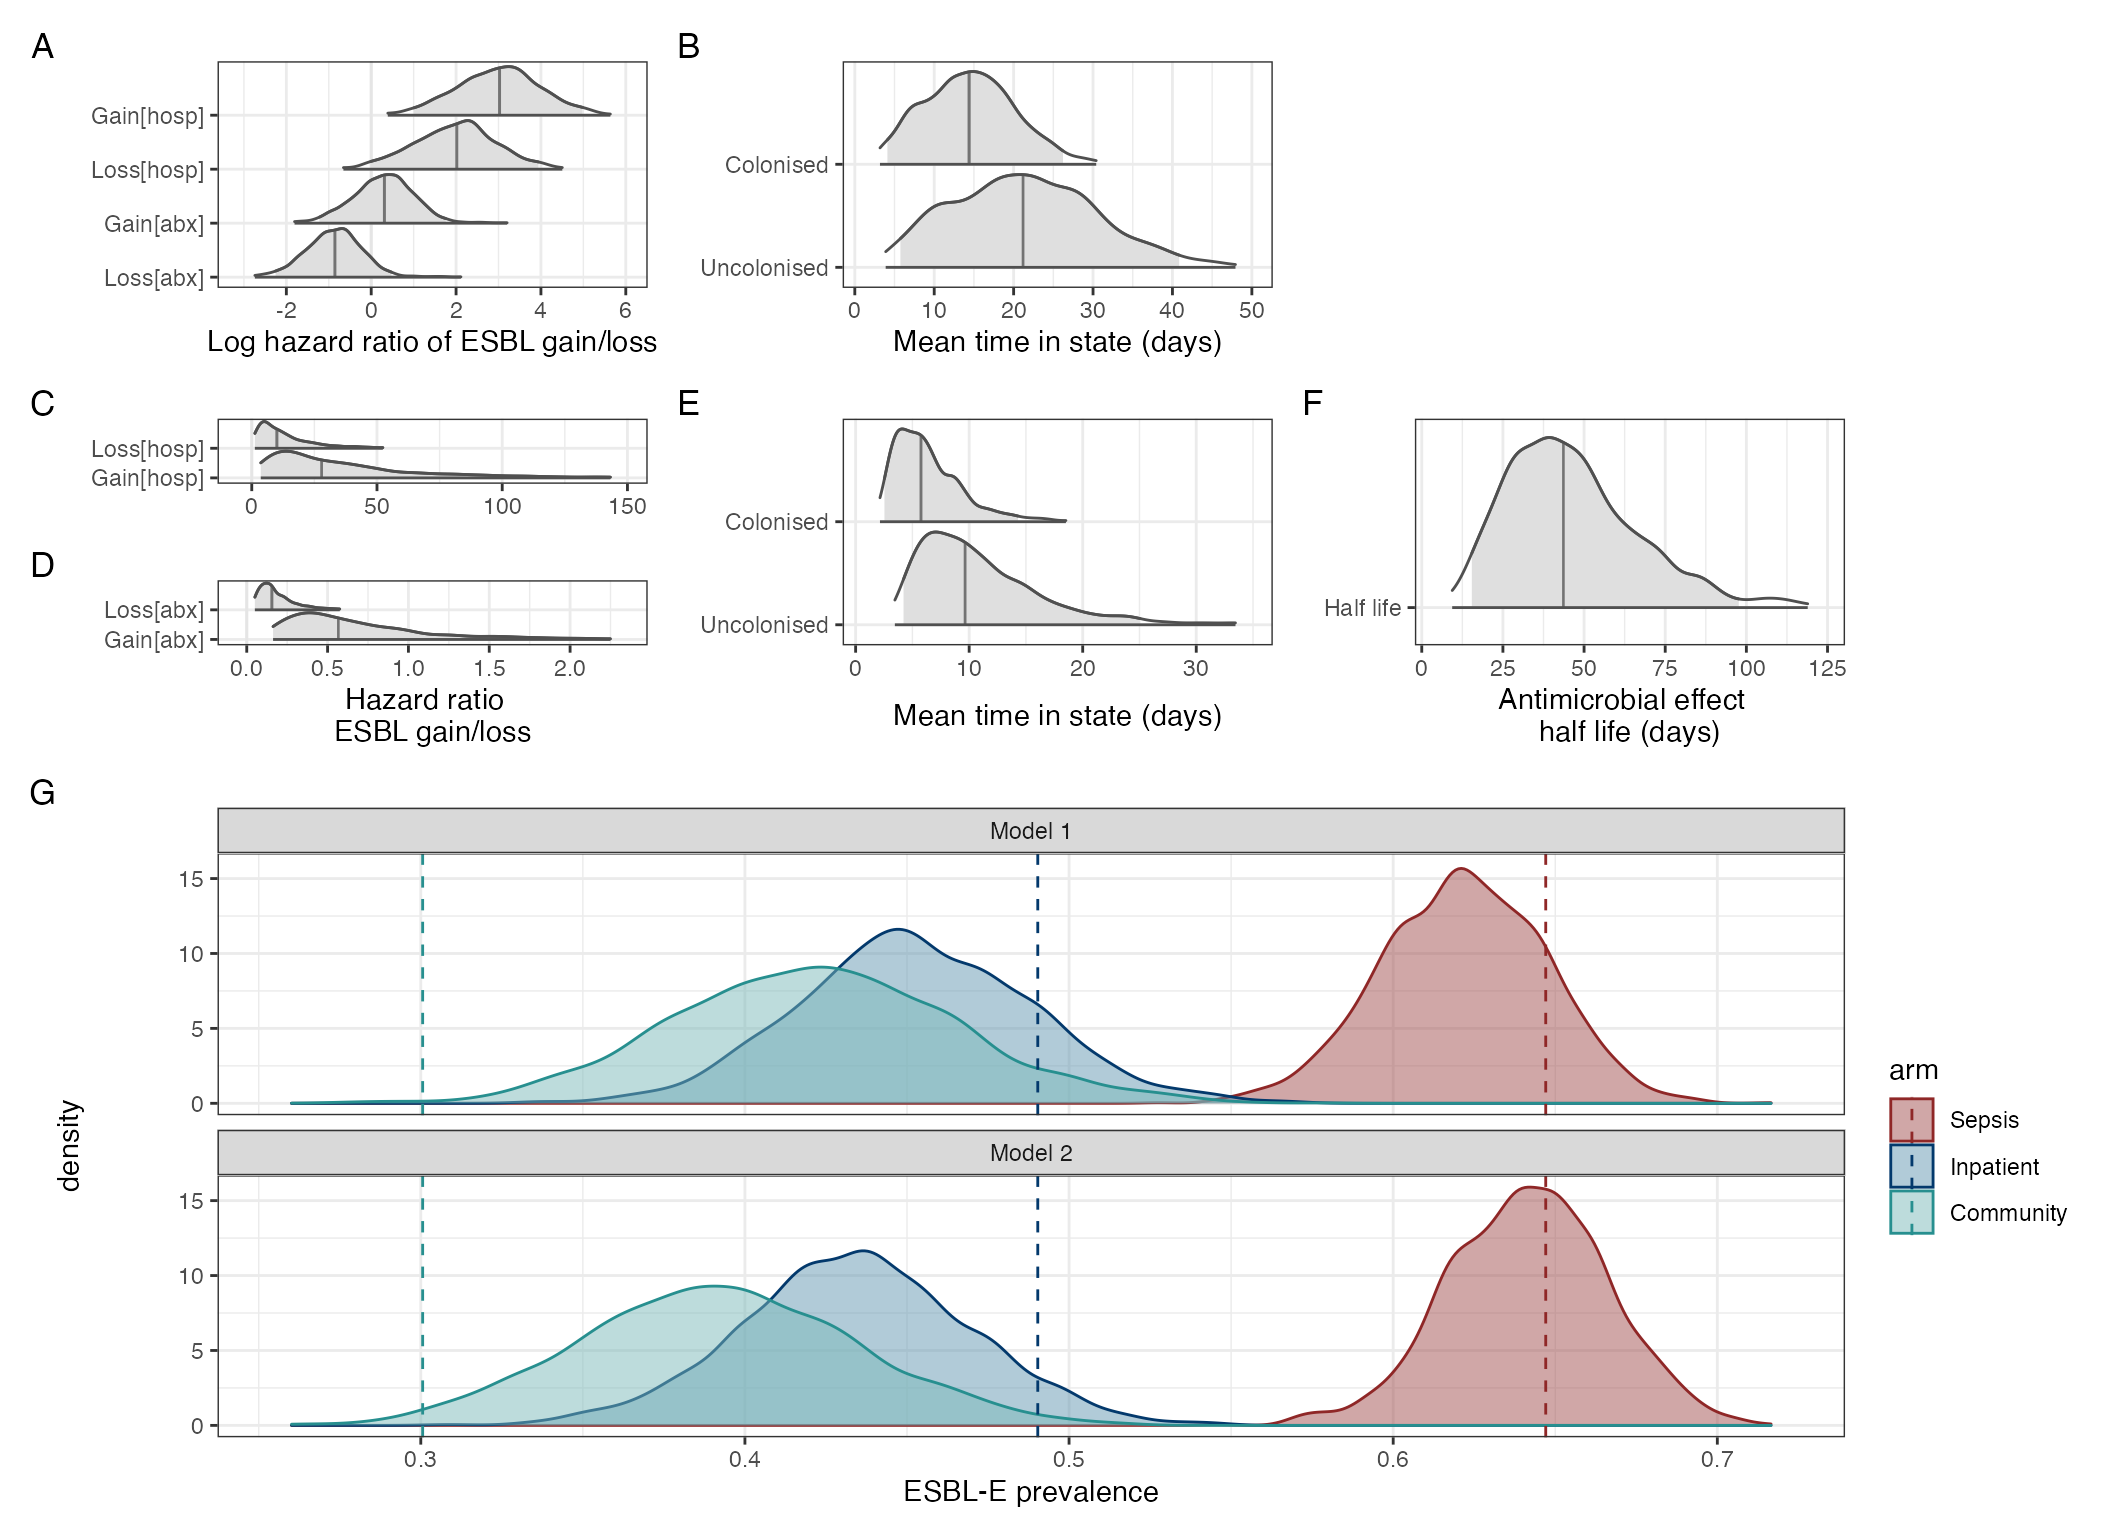 A
Gain[hosp]
Loss[hosp]
Gain[abx]
Loss[abx]
-2 0 2 4 6
Log hazard ratio of ESBL gain/loss
B
Colonised
Uncolonised
0 10 20 30 40 50
Mean time in state (days)
C
Loss[hosp]
Gain[hosp]
0 50 100 150
D
Loss[abx]
Gain[abx]
0.0 0.5 1.0 1.5 2.0
Hazard ratio
ESBL gain/loss
E
Colonised
Uncolonised
0 10 20 30
Mean time in state (days)
F
Half life
0 25 50 75 100 125
Antimicrobial effect
half life (days)
G
density
Model 1
15
10
5
0
Model 2
15
10
5
0
0.3 0.4 0.5 0.6 0.7
ESBL-E prevalence
arm
Sepsis
Inpatient
Community